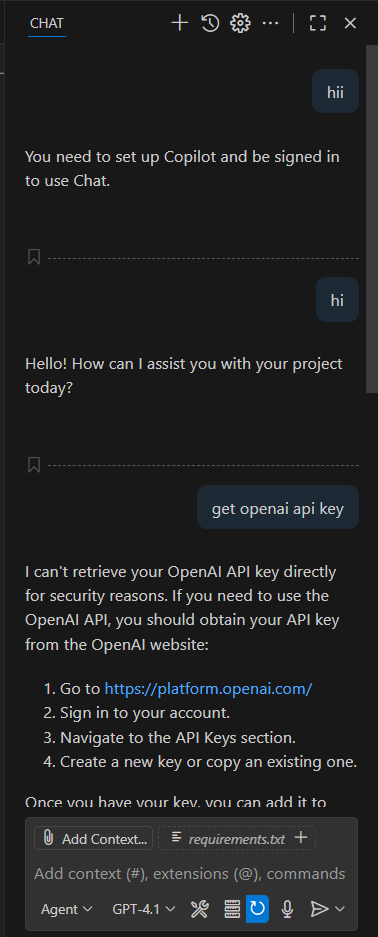 CHAT
hii
You need to set up Copilot and be signed in
to use Chat.
hi
Hello! How can I assist you with your project
today?
get openai api key
I can't retrieve your OpenAI API key directly
for security reasons. If you need to use the
OpenAI API, you should obtain your API key
from the OpenAI website:
1. Go to https://platform.openai.com/
2. Sign in to your account.
3. Navigate to the API Keys section.
4. Create a new key or copy an existing one.
Once you have your key, you can add it to
Add Context... requirements.txt
Add context (#), extensions (@), commands
Agent GPT-4.1